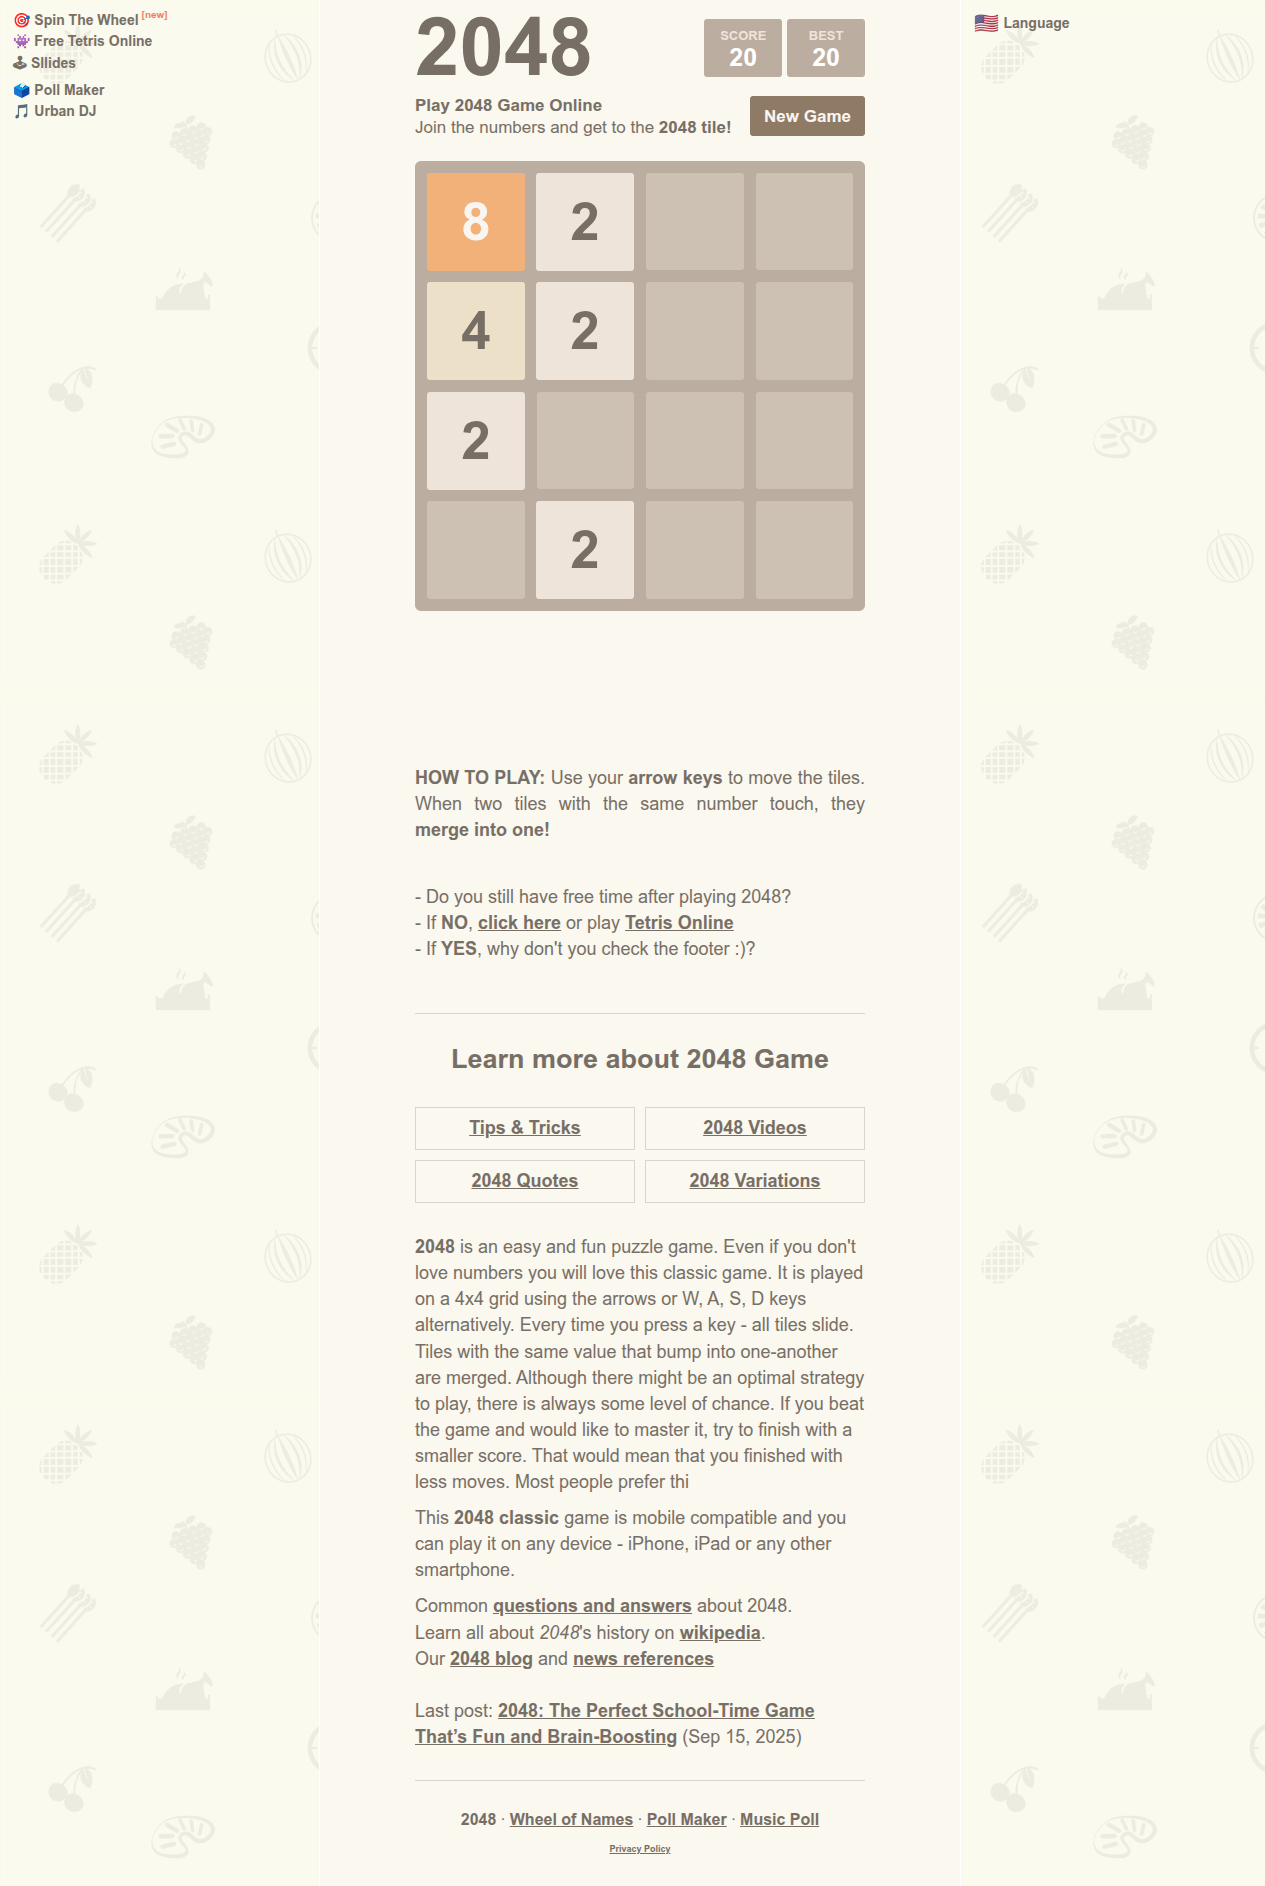 🎯 Spin The Wheel [new]
👾 Free Tetris Online
🕹 Sllides
🗳 Poll Maker
🎵 Urban DJ
🇺🇸 Language
2048
SCORE
20
BEST
20
Play 2048 Game Online
Join the numbers and get to the 2048 tile!
New Game
8 2
4 2
2
2
HOW TO PLAY: Use your arrow keys to move the tiles.
When two tiles with the same number touch, they
merge into one!
- Do you still have free time after playing 2048?
- If NO, click here or play Tetris Online
- If YES, why don't you check the footer :)?
Learn more about 2048 Game
Tips & Tricks
2048 Videos
2048 Quotes
2048 Variations
2048 is an easy and fun puzzle game. Even if you don't
love numbers you will love this classic game. It is played
on a 4x4 grid using the arrows or W, A, S, D keys
alternatively. Every time you press a key - all tiles slide.
Tiles with the same value that bump into one-another
are merged. Although there might be an optimal strategy
to play, there is always some level of chance. If you beat
the game and would like to master it, try to finish with a
smaller score. That would mean that you finished with
less moves. Most people prefer thi
This 2048 classic game is mobile compatible and you
can play it on any device - iPhone, iPad or any other
smartphone.
Common questions and answers about 2048.
Learn all about 2048's history on wikipedia.
Our 2048 blog and news references
Last post: 2048: The Perfect School-Time Game
That’s Fun and Brain-Boosting (Sep 15, 2025)
2048 · Wheel of Names · Poll Maker · Music Poll
Privacy Policy